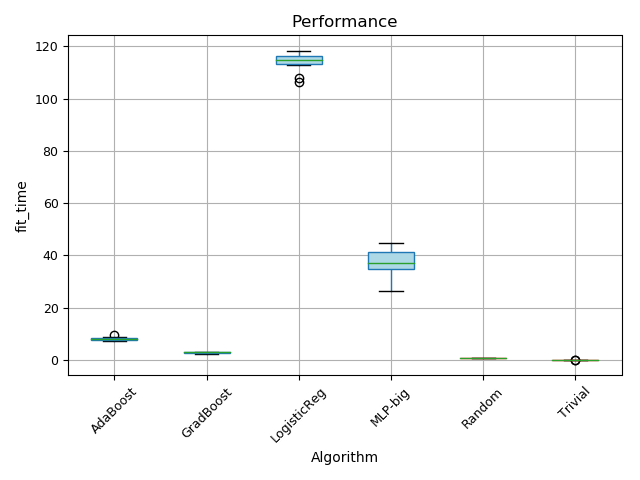 Performance
120
100
80
60
40
20
0
fit_time
AdaBoost
GradBoost
LogisticReg
MLP-big
Random
Trivial
Algorithm